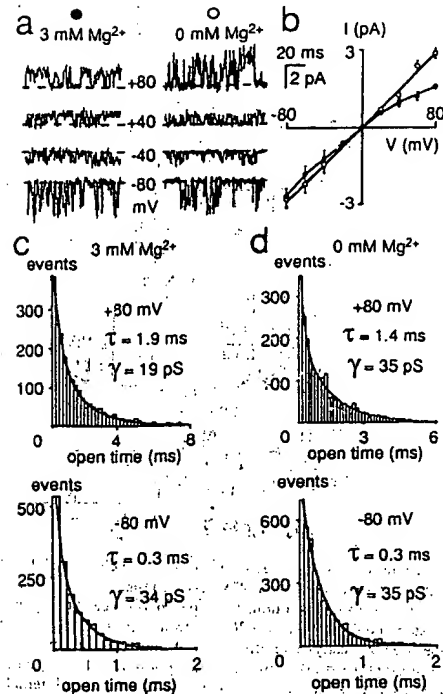 a
3 mM Mg2+
0 mM Mg2+
+80
+40
-40
-80
mV
20 ms
2 pA
b
I (pA)
3
-80
80
V (mV)
-3
c
3 mM Mg2+
events
300
200
100
0
+80 mV
τ = 1.9 ms
γ = 19 pS
4
8
open time (ms)
events
500
250
0
-80 mV
τ = 0.3 ms
γ = 34 pS
1
2
open time (ms)
d
0 mM Mg2+
events
300
200
100
0
+80 mV
τ = 1.4 ms
γ = 35 pS
3
6
open time (ms)
events
600
300
0
-80 mV
τ = 0.3 ms
γ = 35 pS
1
2
open time (ms)